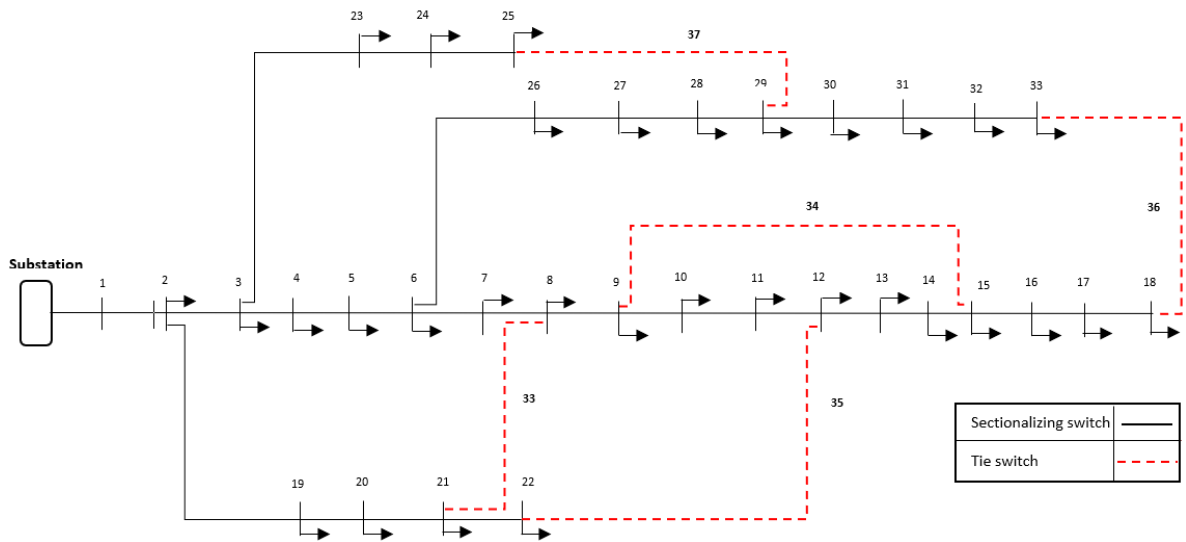 23 24 25
37
26 27 28 29 30 31 32 33
34
36
Substation
1 2 3 4 5 6 7 8 9 10 11 12 13 14 15 16 17 18
33
35
Sectionalizing switch
Tie switch
19 20 21 22